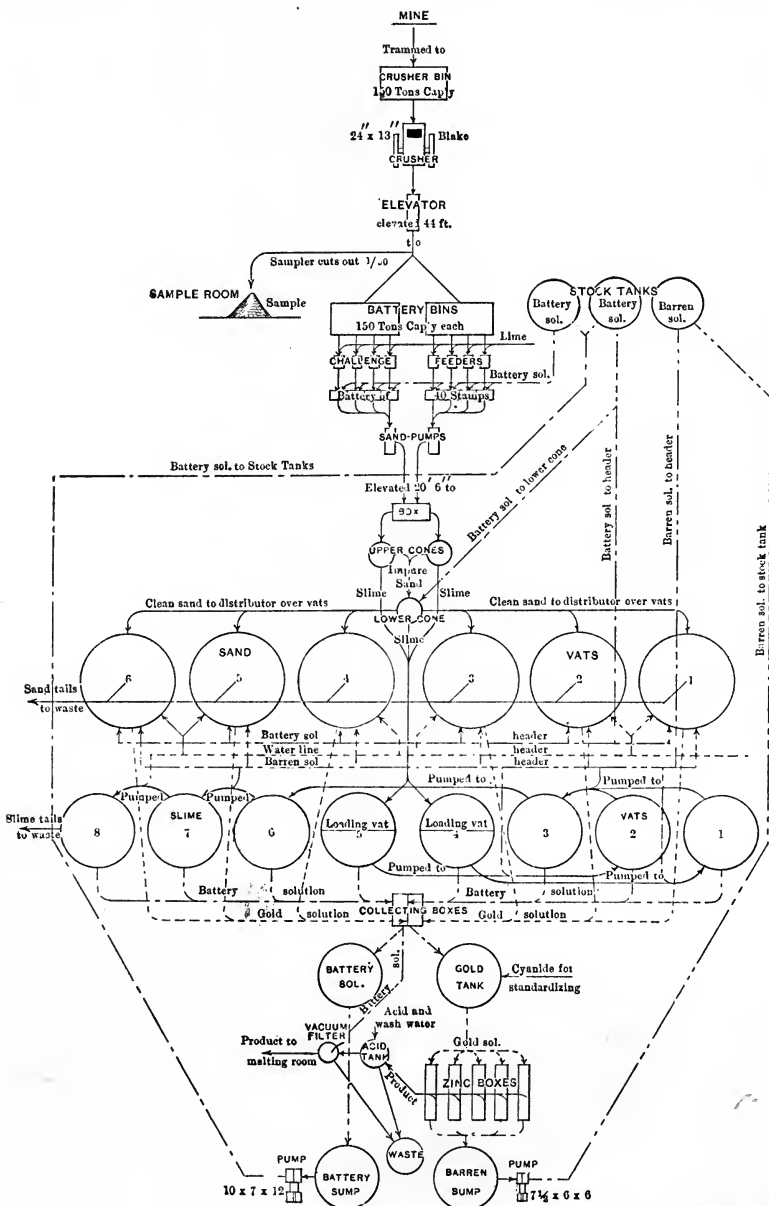 MINE
Trammed to
CRUSHER BIN
150 Tons Cap'y
24" x 13"
Blake
CRUSHER
ELEVATOR
elevated 44 ft.
to
Sampler cuts out
SAMPLE ROOM
Sample
STOCK TANKS
Battery sol.
Battery sol.
Barren sol.
BATTERY BINS
150 Tons Cap'y each
Lime
CHALLENGE FEEDERS
Battery sol.
Battery of 40 Stamps
SAND-PUMPS
Battery sol. to Stock Tanks
Elevated 20' 6" to
BOX
Battery sol to lower cone
Battery sol to header
Barren sol. to header
Barren sol. to stock tank
UPPER CONES
Impure
Sand
Slime
Slime
Clean sand to distributor over vats
Clean sand to distributor over vats
LOWER CONE
Slime
SAND VATS
6 5 4 3 2 1
Sand tails
to waste
Battery sol header
Water line header
Barren sol header
Pumped to
Pumped to
Pumped
Pumped
Slime tails
to waste
SLIME VATS
Loading vat
Loading vat
8 7 6 5 4 3 2 1
Pumped to
Pumped to
Battery solution
Battery solution
Gold solution
Gold solution
COLLECTING BOXES
BATTERY
SOL.
Battery sol.
GOLD
TANK
Cyanide for
standardizing
Acid and
wash water
VACUUM
FILTER
Product to
melting room
ACID
TANK
Product
Gold sol.
ZINC BOXES
WASTE
PUMP
10 x 7 x 12
BATTERY
SUMP
BARREN
SUMP
PUMP
7½ x 6 x 6